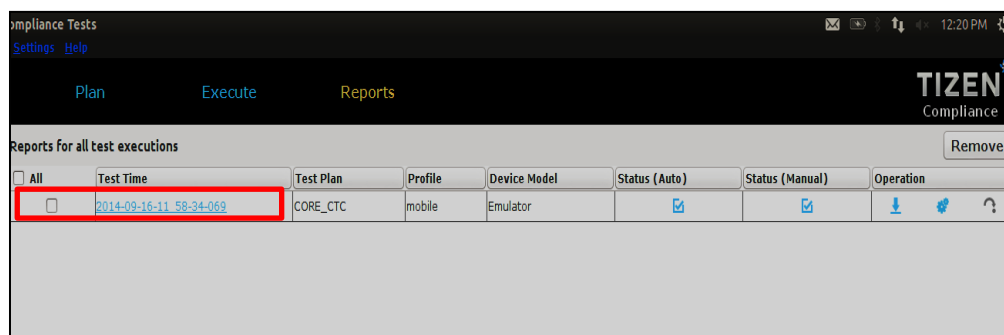 ompliance Tests 12:20 PM
Settings Help
Plan Execute Reports
TIZEN
Compliance
Reports for all test executions Remove
All Test Time Test Plan Profile Device Model Status (Auto) Status (Manual) Operation
2014-09-16-11_58-34-069 CORE_CTC mobile Emulator